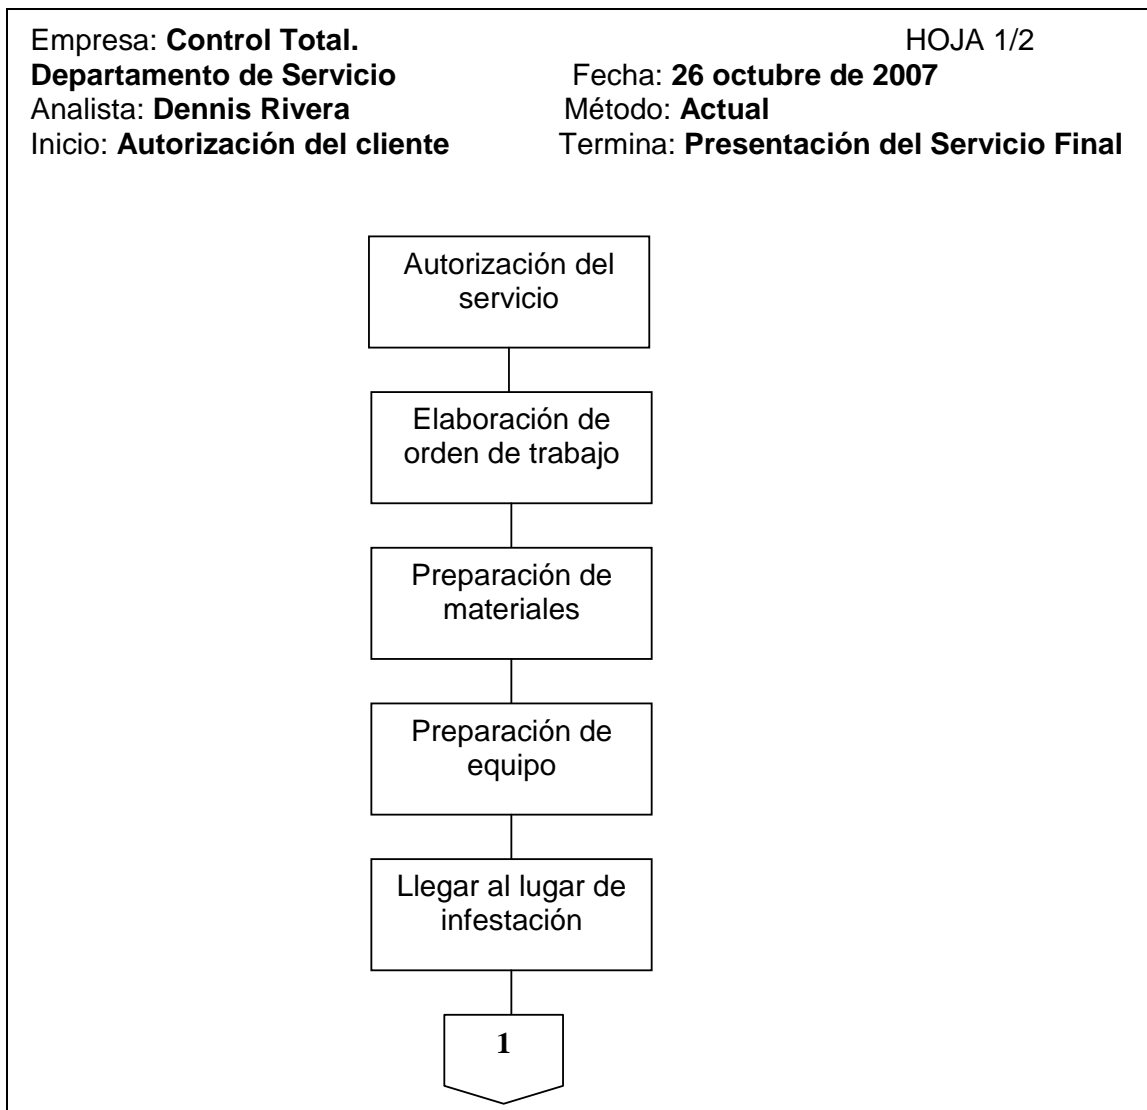 Empresa: Control Total. HOJA 1/2
Departamento de Servicio Fecha: 26 octubre de 2007
Analista: Dennis Rivera Método: Actual
Inicio: Autorización del cliente Termina: Presentación del Servicio Final
Autorización del
servicio
Elaboración de
orden de trabajo
Preparación de
materiales
Preparación de
equipo
Llegar al lugar de
infestación
1